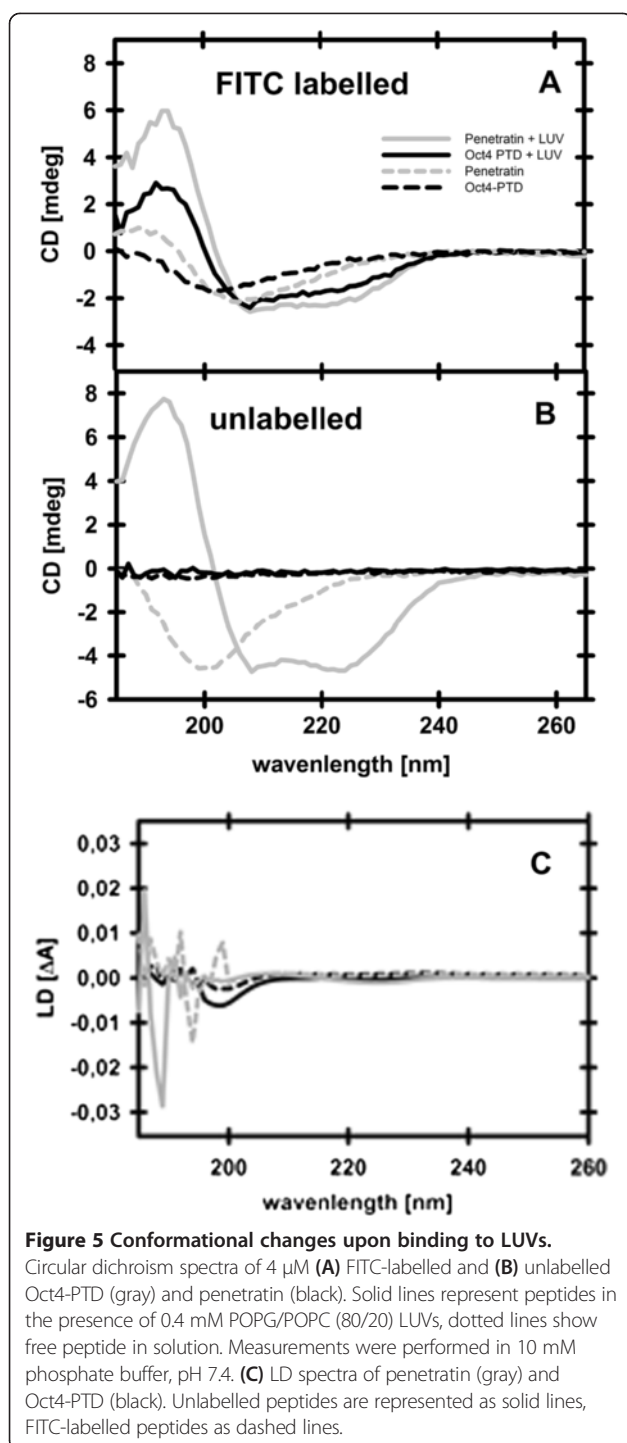 8
6
4
2
0
-2
-4
CD [mdeg]
FITC labelled
A
Penetratin + LUV
Oct4 PTD + LUV
Penetratin
Oct4-PTD
8
6
4
2
0
-2
-4
-6
CD [mdeg]
unlabelled
B
200 220 240 260
wavenlength [nm]
0,03
0,02
0,01
0,00
-0,01
-0,02
-0,03
LD [ΔA]
C
200 220 240 260
wavenlength [nm]
Figure 5 Conformational changes upon binding to LUVs.
Circular dichroism spectra of 4 μM (A) FITC-labelled and (B) unlabelled
Oct4-PTD (gray) and penetratin (black). Solid lines represent peptides in
the presence of 0.4 mM POPG/POPC (80/20) LUVs, dotted lines show
free peptide in solution. Measurements were performed in 10 mM
phosphate buffer, pH 7.4. (C) LD spectra of penetratin (gray) and
Oct4-PTD (black). Unlabelled peptides are represented as solid lines,
FITC-labelled peptides as dashed lines.